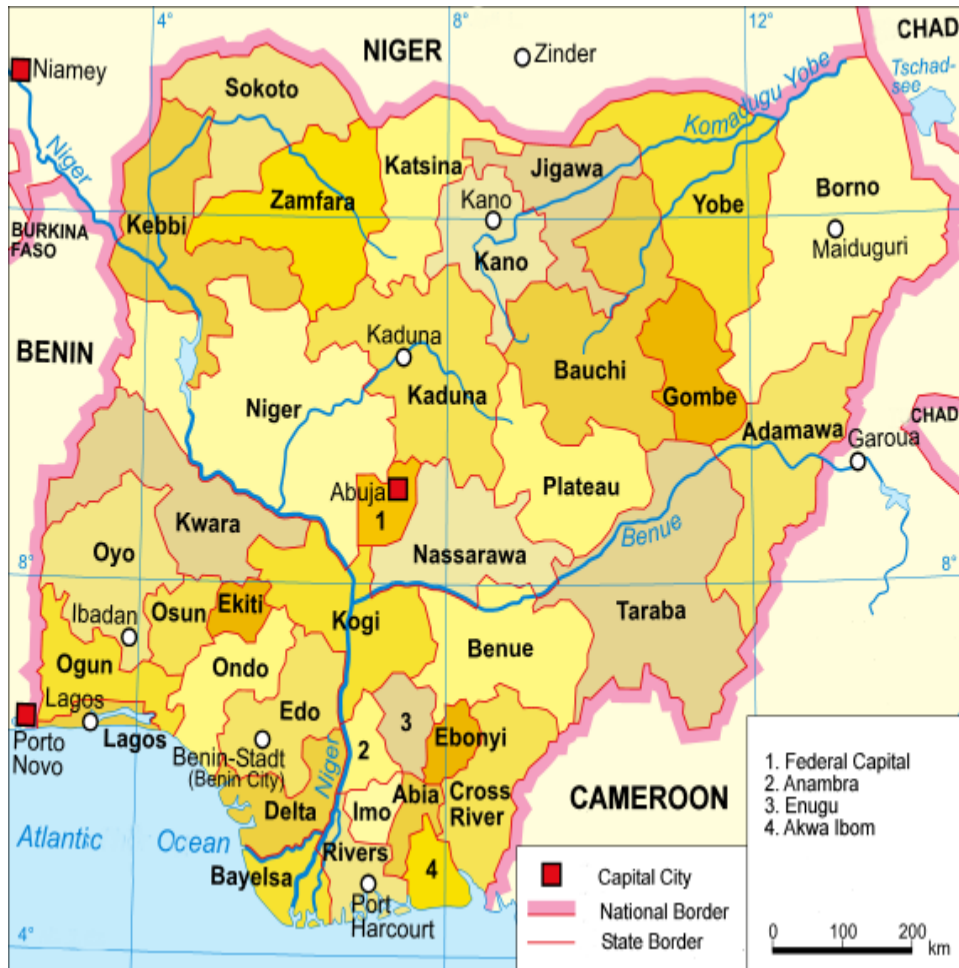 4°
8°
12°
NIGER
Zinder
CHAD
Niamey
Sokoto
Komadugu Yobe
Tschad-
see
Niger
Katsina
Jigawa
Zamfara
Kano
Yobe
Borno
BURKINA
FASO
Kebbi
Kano
Maiduguri
BENIN
Kaduna
Bauchi
Niger
Kaduna
Gombe
CHAD
Adamawa
Garoua
Abuja
Plateau
1
Kwara
Benue
Oyo
Nassarawa
8°
8°
Ibadan
Osun
Ekiti
Kogi
Taraba
Ogun
Ondo
Benue
Lagos
Edo
3
Ebonyi
Porto
Novo
Lagos
Benin-Stadt
(Benin City)
Niger
2
Delta
Imo
Abia
Cross
River
CAMEROON
Atlantic Ocean
Bayelsa
Rivers
4
Port
Harcourt
4°
1. Federal Capital
2. Anambra
3. Enugu
4. Akwa Ibom
Capital City
National Border
State Border
0 100 200
km